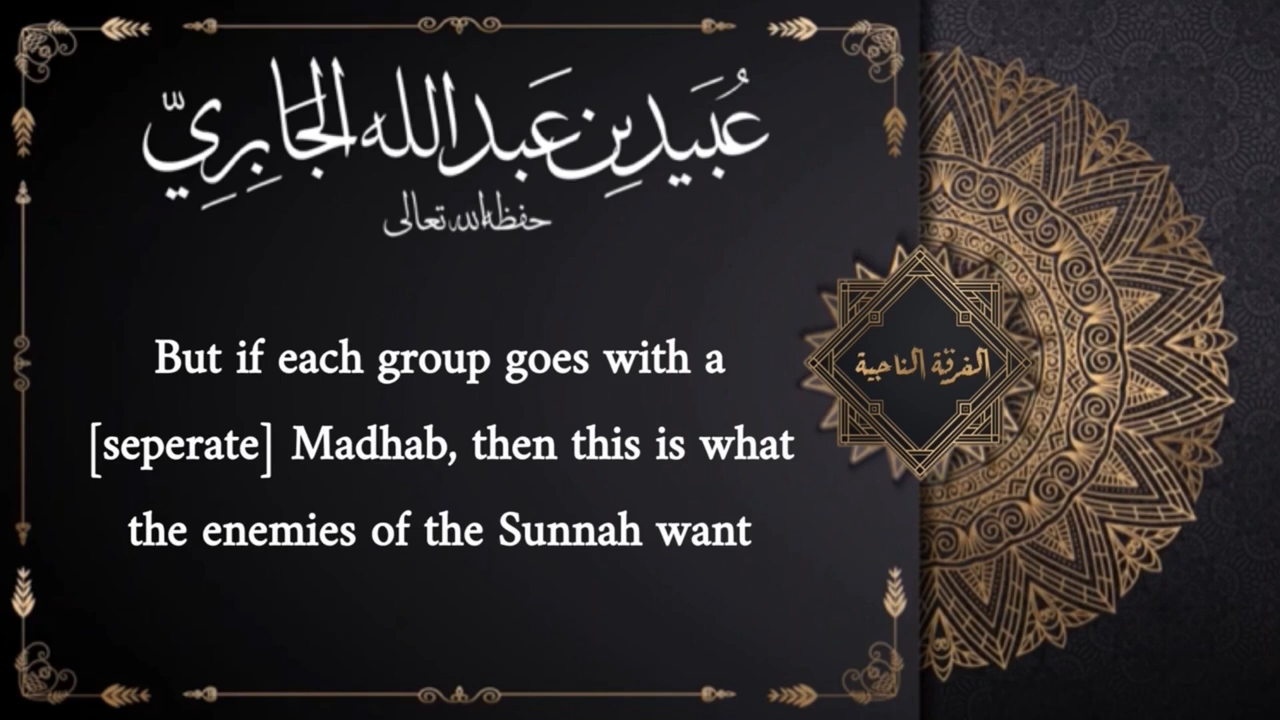 عُبَيد بن عَبد الله الجَابِرِيّ
حفظه الله تعالى
But if each group goes with a
[seperate] Madhab, then this is what
the enemies of the Sunnah want
الفرقة الناجية